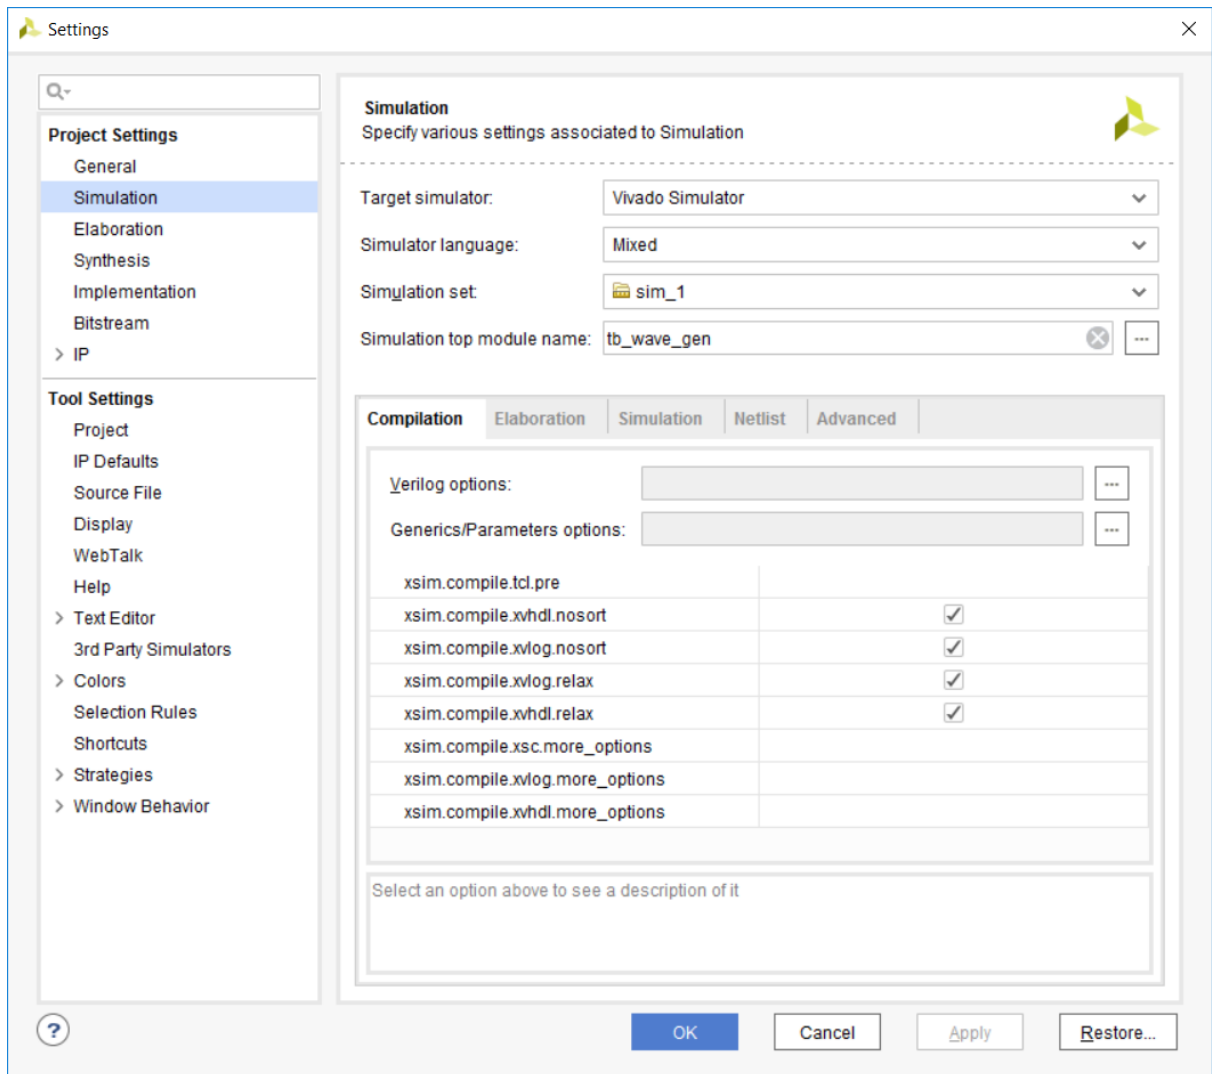 Settings
Project Settings
General
Simulation
Elaboration
Synthesis
Implementation
Bitstream
IP
Tool Settings
Project
IP Defaults
Source File
Display
WebTalk
Help
Text Editor
3rd Party Simulators
Colors
Selection Rules
Shortcuts
Strategies
Window Behavior
Simulation
Specify various settings associated to Simulation
Target simulator: Vivado Simulator
Simulator language: Mixed
Simulation set: sim_1
Simulation top module name: tb_wave_gen ...
Compilation Elaboration Simulation Netlist Advanced
Verilog options: ...
Generics/Parameters options: ...
xsim.compile.tcl.pre
xsim.compile.xvhdl.nosort
xsim.compile.xvlog.nosort
xsim.compile.xvlog.relax
xsim.compile.xvhdl.relax
xsim.compile.xsc.more_options
xsim.compile.xvlog.more_options
xsim.compile.xvhdl.more_options
Select an option above to see a description of it
? OK Cancel Apply Restore...